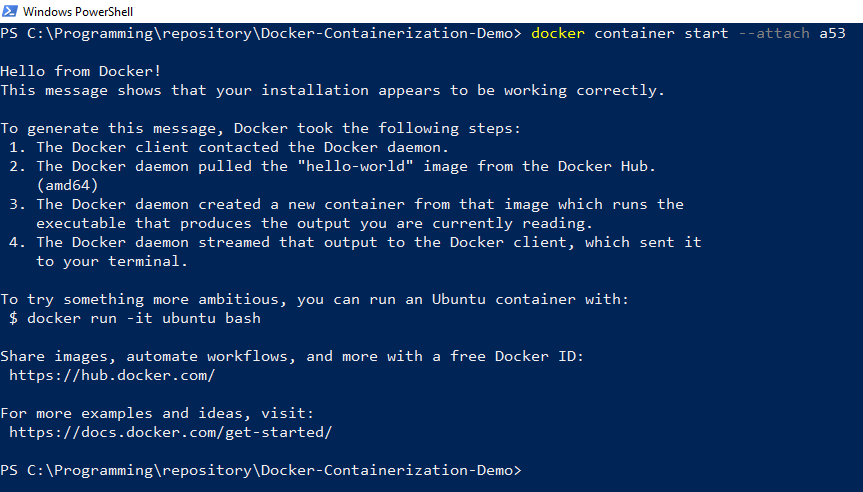 Windows PowerShell
PS C:\Programming\repository\Docker-Containerization-Demo> docker container start --attach a53
Hello from Docker!
This message shows that your installation appears to be working correctly.
To generate this message, Docker took the following steps:
 1. The Docker client contacted the Docker daemon.
 2. The Docker daemon pulled the "hello-world" image from the Docker Hub.
    (amd64)
 3. The Docker daemon created a new container from that image which runs the
    executable that produces the output you are currently reading.
 4. The Docker daemon streamed that output to the Docker client, which sent it
    to your terminal.
To try something more ambitious, you can run an Ubuntu container with:
 $ docker run -it ubuntu bash
Share images, automate workflows, and more with a free Docker ID:
 https://hub.docker.com/
For more examples and ideas, visit:
 https://docs.docker.com/get-started/
PS C:\Programming\repository\Docker-Containerization-Demo>